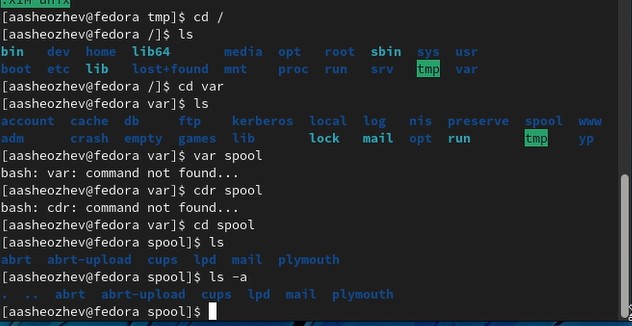 .XIM-unix
[aasheozhev@fedora tmp]$ cd /
[aasheozhev@fedora /]$ ls
bin dev home lib64 media opt root sbin sys usr
boot etc lib lost+found mnt proc run srv tmp var
[aasheozhev@fedora /]$ cd var
[aasheozhev@fedora var]$ ls
account cache db ftp kerberos local log nis preserve spool www
adm crash empty games lib lock mail opt run tmp yp
[aasheozhev@fedora var]$ var spool
bash: var: command not found...
[aasheozhev@fedora var]$ cdr spool
bash: cdr: command not found...
[aasheozhev@fedora var]$ cd spool
[aasheozhev@fedora spool]$ ls
abrt abrt-upload cups lpd mail plymouth
[aasheozhev@fedora spool]$ ls -a
. .. abrt abrt-upload cups lpd mail plymouth
[aasheozhev@fedora spool]$